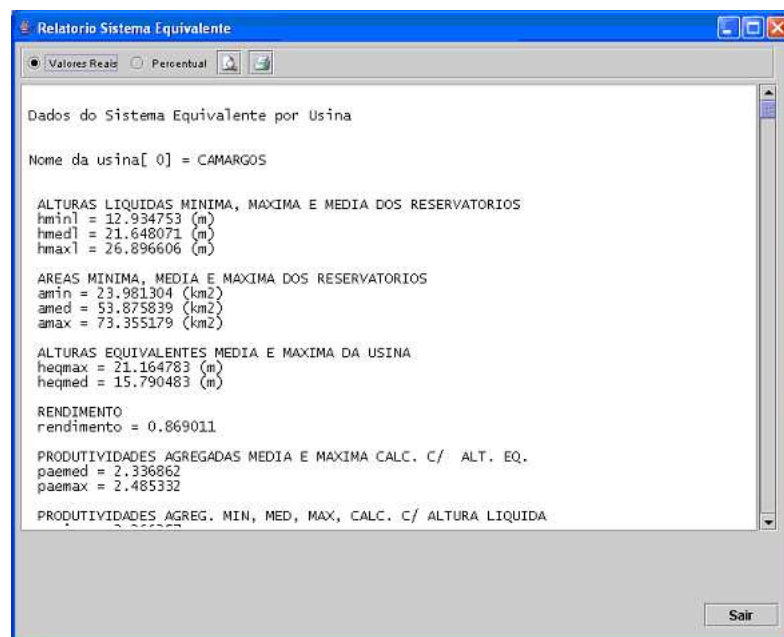 Relatorio Sistema Equivalente
Valores Reais Percentual
Dados do Sistema Equivalente por Usina
Nome da usina[ 0] = CAMARGOS
ALTURAS LIQUIDAS MINIMA, MAXIMA E MEDIA DOS RESERVATORIOS
hminl = 12.934753 (m)
hmedl = 21.648071 (m)
hmaxl = 26.896606 (m)
AREAS MINIMA, MEDIA E MAXIMA DOS RESERVATORIOS
amin = 23.981304 (km2)
amed = 53.875839 (km2)
amax = 73.355179 (km2)
ALTURAS EQUIVALENTES MEDIA E MAXIMA DA USINA
heqmax = 21.164783 (m)
heqmed = 15.790483 (m)
RENDIMENTO
rendimento = 0.869011
PRODUTIVIDADES AGREGADAS MEDIA E MAXIMA CALC. C/  ALT. EQ.
paemed = 2.336862
paemax = 2.485332
PRODUTIVIDADES AGREG. MIN, MED, MAX, CALC. C/ ALTURA LIQUIDA
Sair